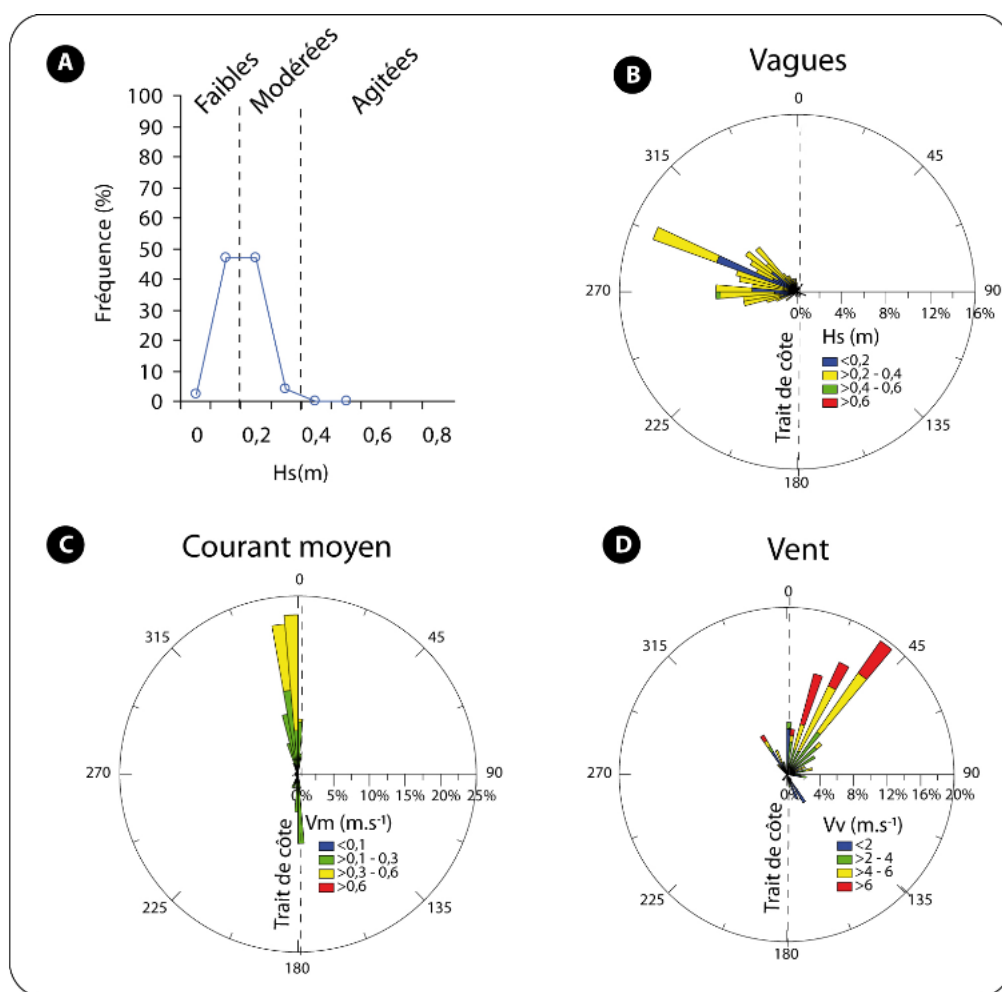 A
Faibles
Modérées
Agitées
Fréquence (%)
100
90
80
70
60
50
40
30
20
10
0
0 0,2 0,4 0,6 0,8
Hs(m)
B
Vagues
0
45
90
135
180
225
270
315
0% 4% 8% 12% 16%
Trait de côte
Hs (m)
<0,2
>0,2 - 0,4
>0,4 - 0,6
>0,6
C
Courant moyen
0
45
90
135
180
225
270
315
0% 5% 10% 15% 20% 25%
Trait de côte
Vm (m.s⁻¹)
<0,1
>0,1 - 0,3
>0,3 - 0,6
>0,6
D
Vent
0
45
90
135
180
225
270
315
0% 4% 8% 12% 16% 20%
Trait de côte
Vv (m.s⁻¹)
<2
>2 - 4
>4 - 6
>6